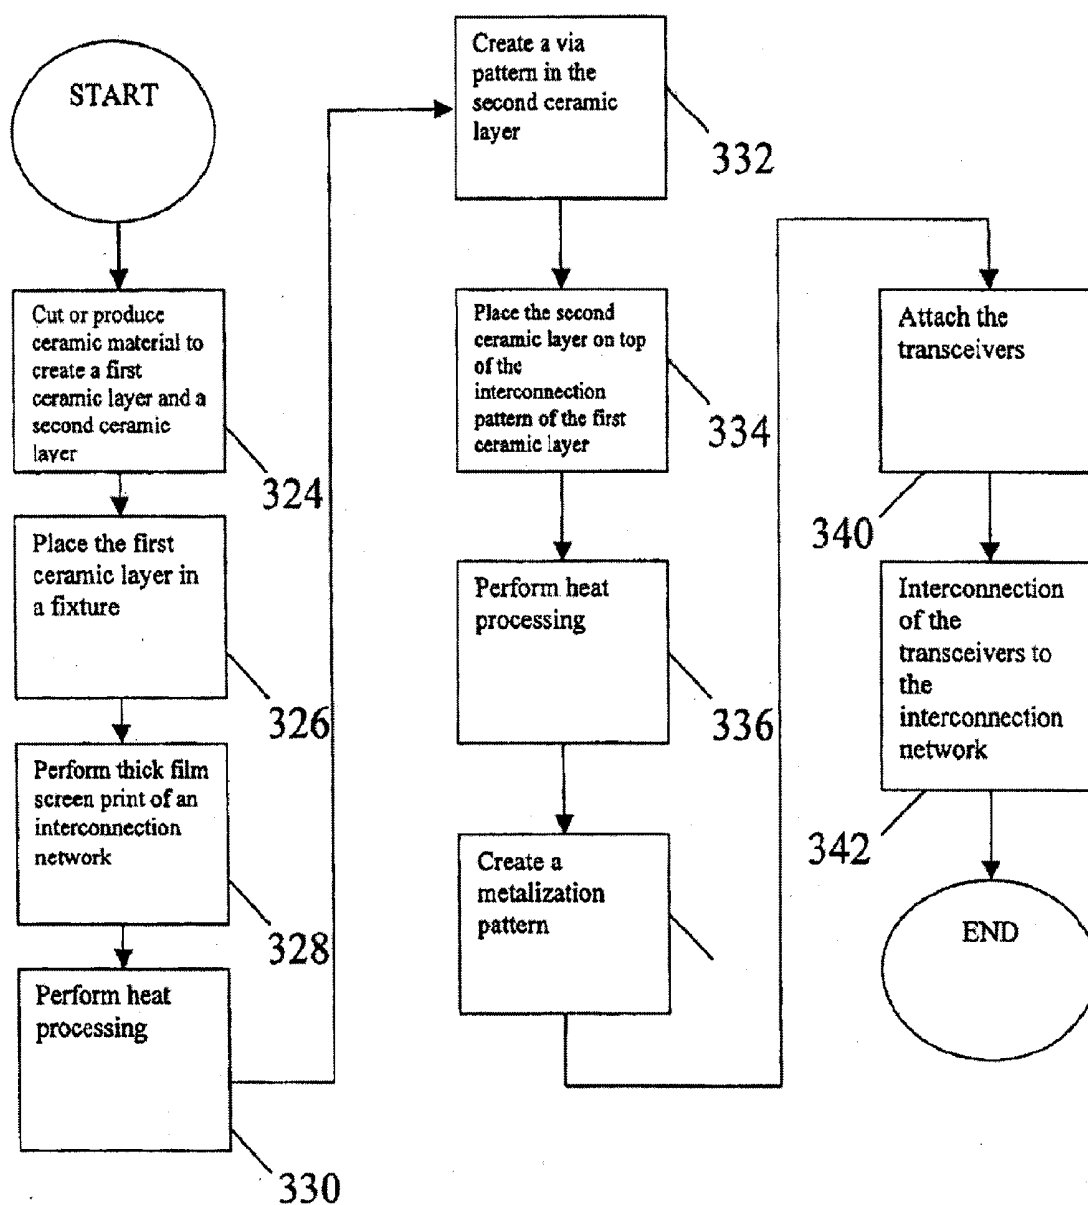 START
Cut or produce
ceramic material to
create a first
ceramic layer and a
second ceramic
layer
324
Place the first
ceramic layer in
a fixture
326
Perform thick film
screen print of an
interconnection
network
328
Perform heat
processing
330
Create a via
pattern in the
second ceramic
layer
332
Place the second
ceramic layer on top
of the
interconnection
pattern of the first
ceramic layer
334
Perform heat
processing
336
Create a
metalization
pattern
Attach the
transceivers
340
Interconnection
of the
transceivers to
the
interconnection
network
342
END